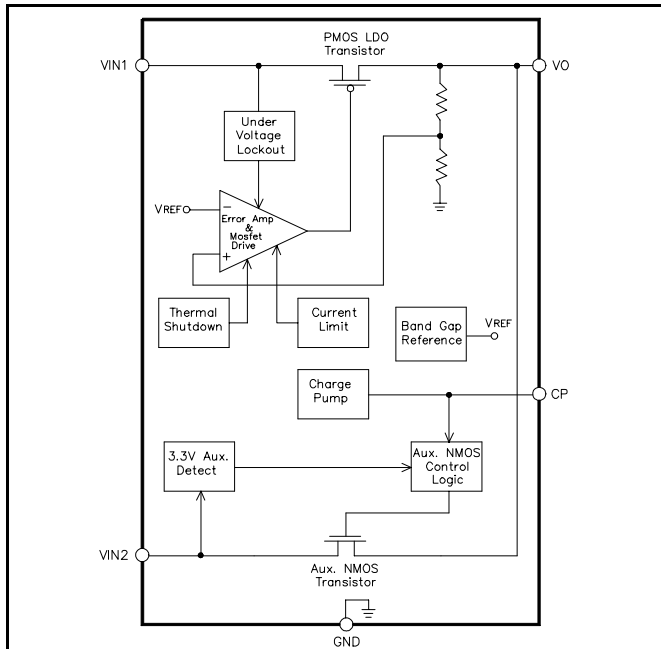 PMOS LDO
Transistor
VIN1
VO
Under
Voltage
Lockout
VREF
−
Error Amp
&
Mosfet
Drive
+
Thermal
Shutdown
Current
Limit
Band Gap
Reference
VREF
Charge
Pump
CP
3.3V Aux.
Detect
Aux. NMOS
Control
Logic
VIN2
Aux. NMOS
Transistor
GND